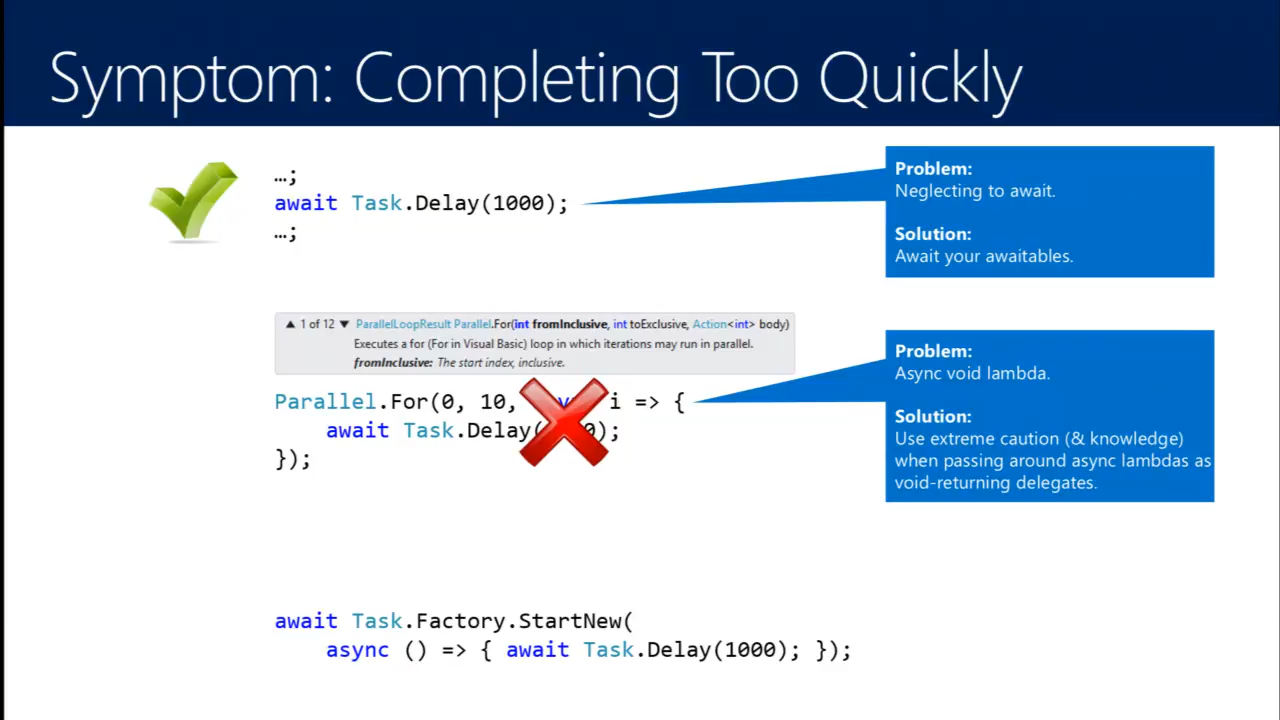 Symptom: Completing Too Quickly
…;
await Task.Delay(1000);
…;
Problem:
Neglecting to await.
Solution:
Await your awaitables.
▲ 1 of 12 ▼ ParallelLoopResult Parallel.For(int fromInclusive, int toExclusive, Action<int> body)
Executes a for (For in Visual Basic) loop in which iterations may run in parallel.
fromInclusive: The start index, inclusive.
Parallel.For(0, 10, i => {
await Task.Delay( );
});
Problem:
Async void lambda.
Solution:
Use extreme caution (& knowledge)
when passing around async lambdas as
void-returning delegates.
await Task.Factory.StartNew(
async () => { await Task.Delay(1000); });